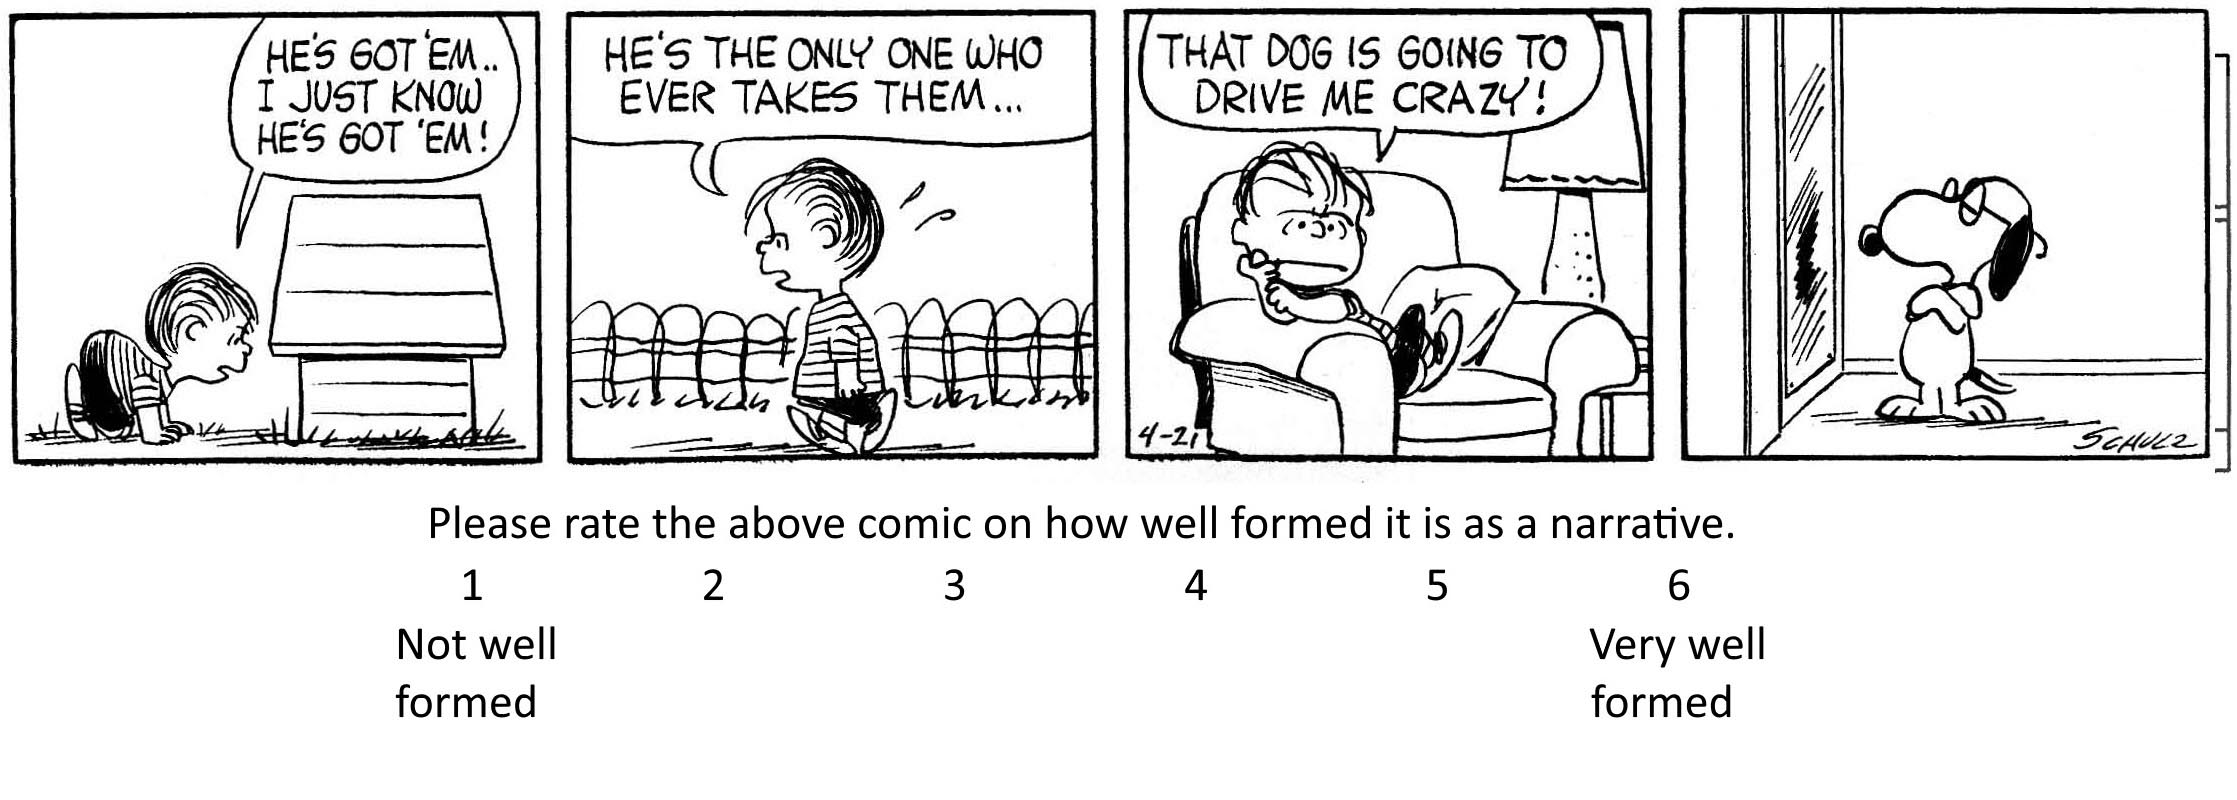 HE'S GOT 'EM..
I JUST KNOW
HE'S GOT 'EM!
HE'S THE ONLY ONE WHO
EVER TAKES THEM...
THAT DOG IS GOING TO
DRIVE ME CRAZY!
4-21
SCHULZ
Please rate the above comic on how well formed it is as a narrative.
1 2 3 4 5 6
Not well
formed
Very well
formed